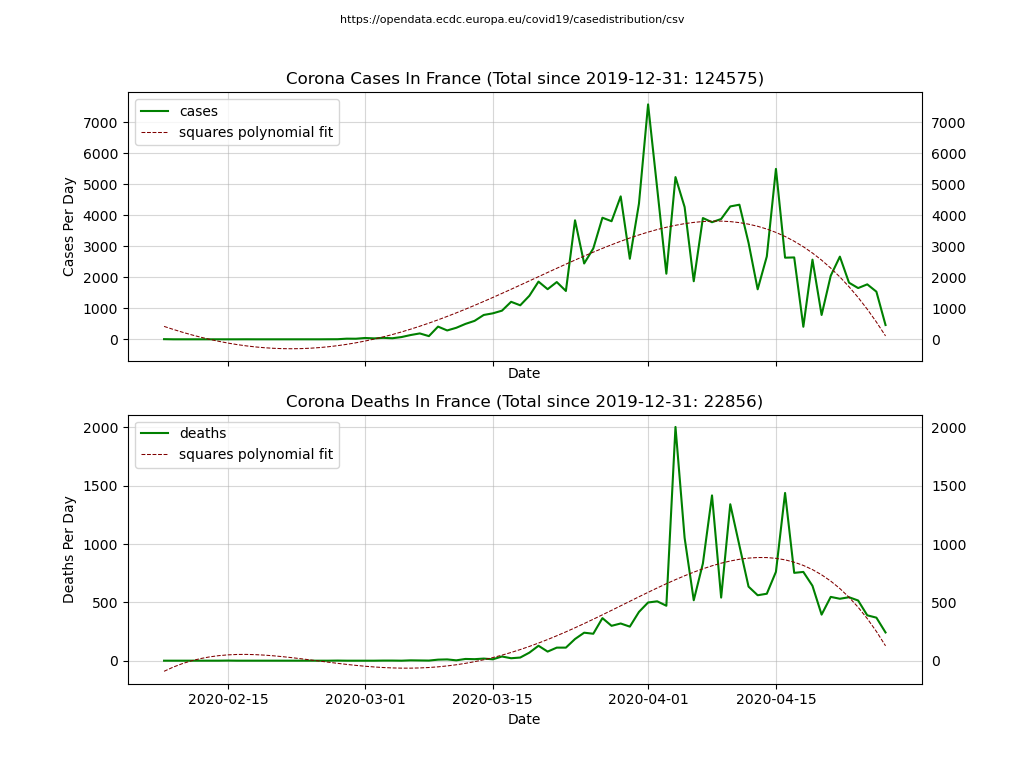 https://opendata.ecdc.europa.eu/covid19/casedistribution/csv
Corona Cases In France (Total since 2019-12-31: 124575)
cases
squares polynomial fit
7000 7000
6000 6000
5000 5000
4000 4000
3000 3000
2000 2000
1000 1000
0 0
Cases Per Day
Date
Corona Deaths In France (Total since 2019-12-31: 22856)
deaths
squares polynomial fit
2000 2000
1500 1500
1000 1000
500 500
0 0
Deaths Per Day
2020-02-15 2020-03-01 2020-03-15 2020-04-01 2020-04-15
Date